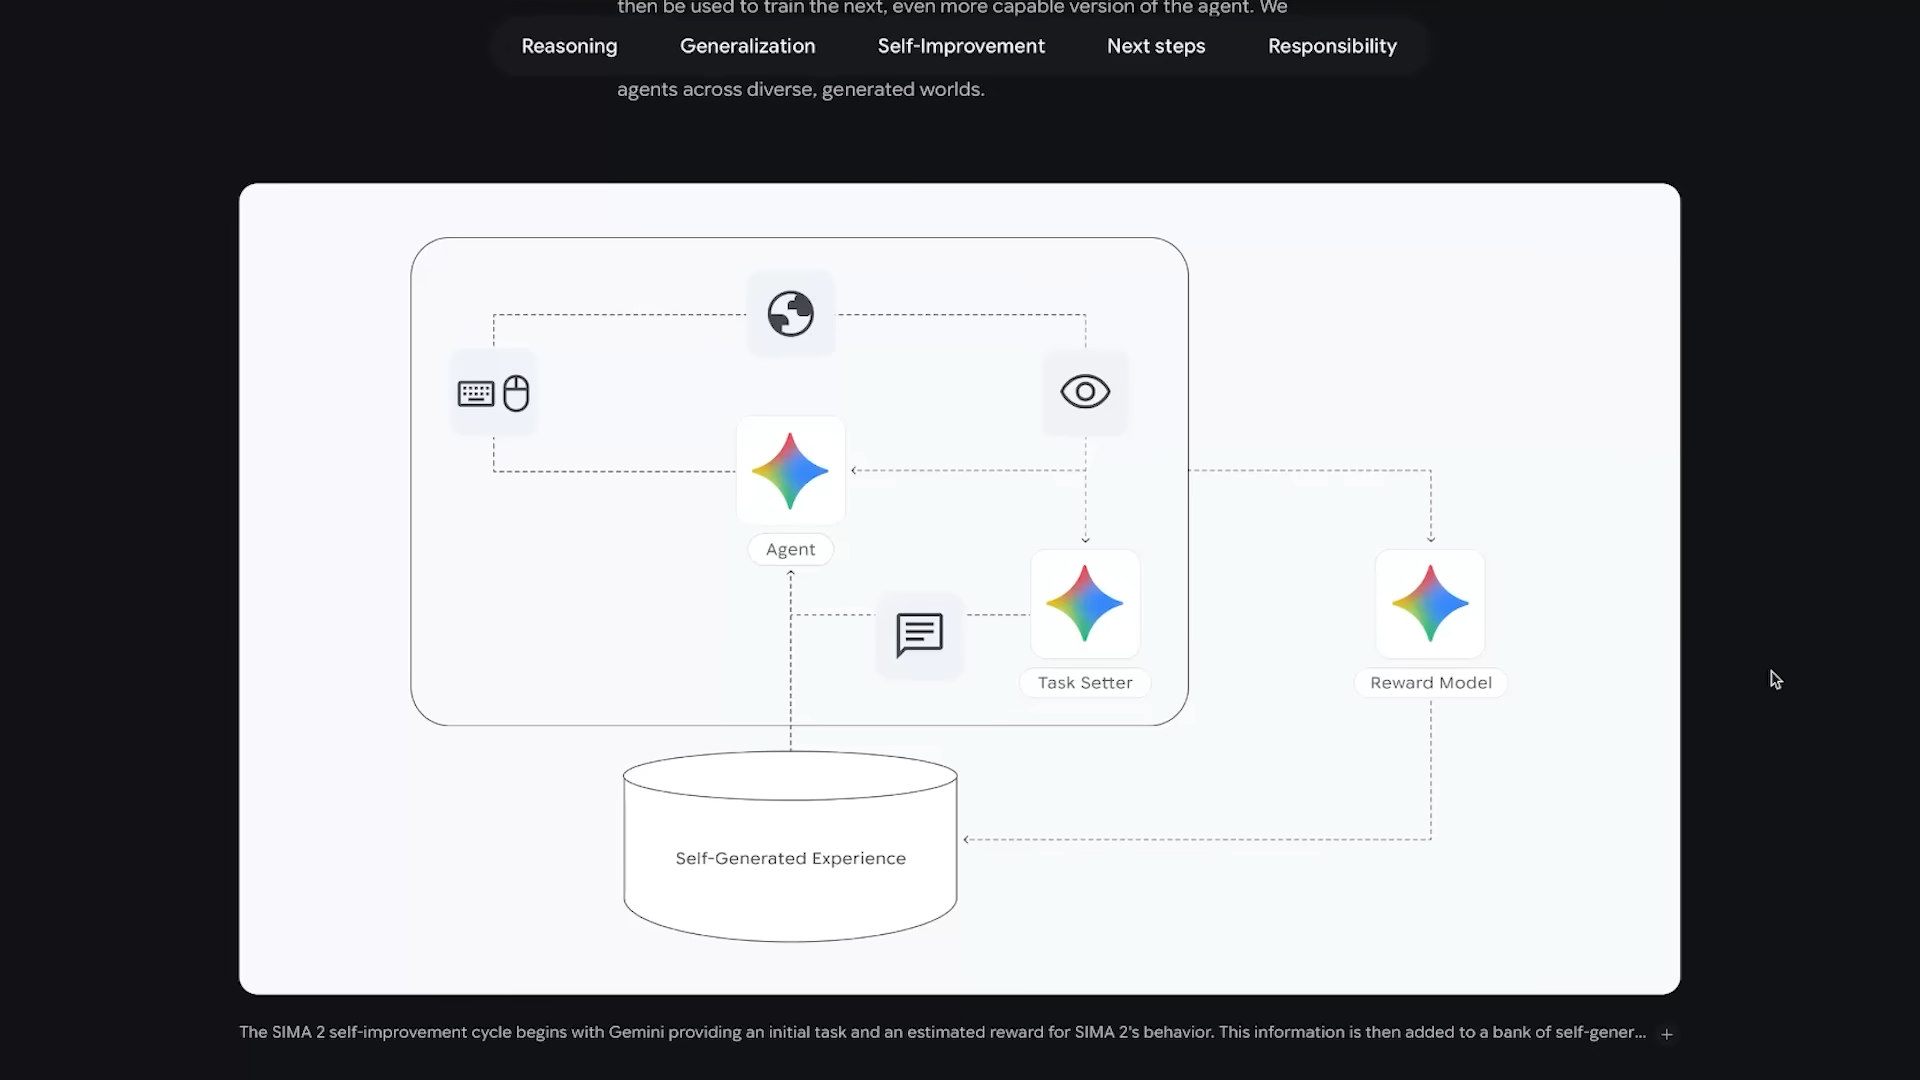 then be used to train the next, even more capable version of the agent. We
Reasoning Generalization Self-Improvement Next steps Responsibility
agents across diverse, generated worlds.
Agent
Task Setter
Reward Model
Self-Generated Experience
The SIMA 2 self-improvement cycle begins with Gemini providing an initial task and an estimated reward for SIMA 2's behavior. This information is then added to a bank of self-gener... +